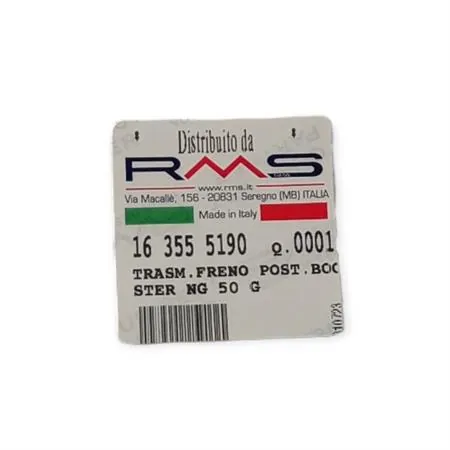 Distribuito da
RMS
www.rms.it
Via Macallè, 156 - 20831 Seregno (MB) ITALIA
Made in Italy
16 355 5190 Q.0001
TRASM.FRENO POST.BOO
STER NG 50 G